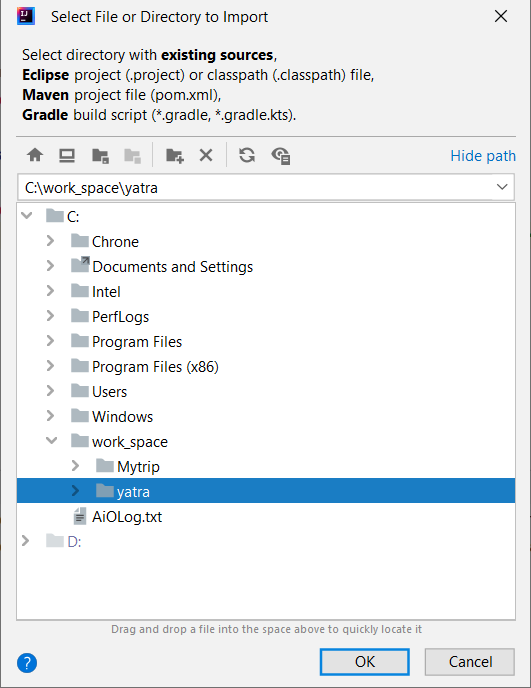 Select File or Directory to Import
Select directory with existing sources,
Eclipse project (.project) or classpath (.classpath) file,
Maven project file (pom.xml),
Gradle build script (*.gradle, *.gradle.kts).
Hide path
C:\work_space\yatra
C:
Chrone
Documents and Settings
Intel
PerfLogs
Program Files
Program Files (x86)
Users
Windows
work_space
Mytrip
yatra
AiOLog.txt
D:
Drag and drop a file into the space above to quickly locate it
?
OK
Cancel